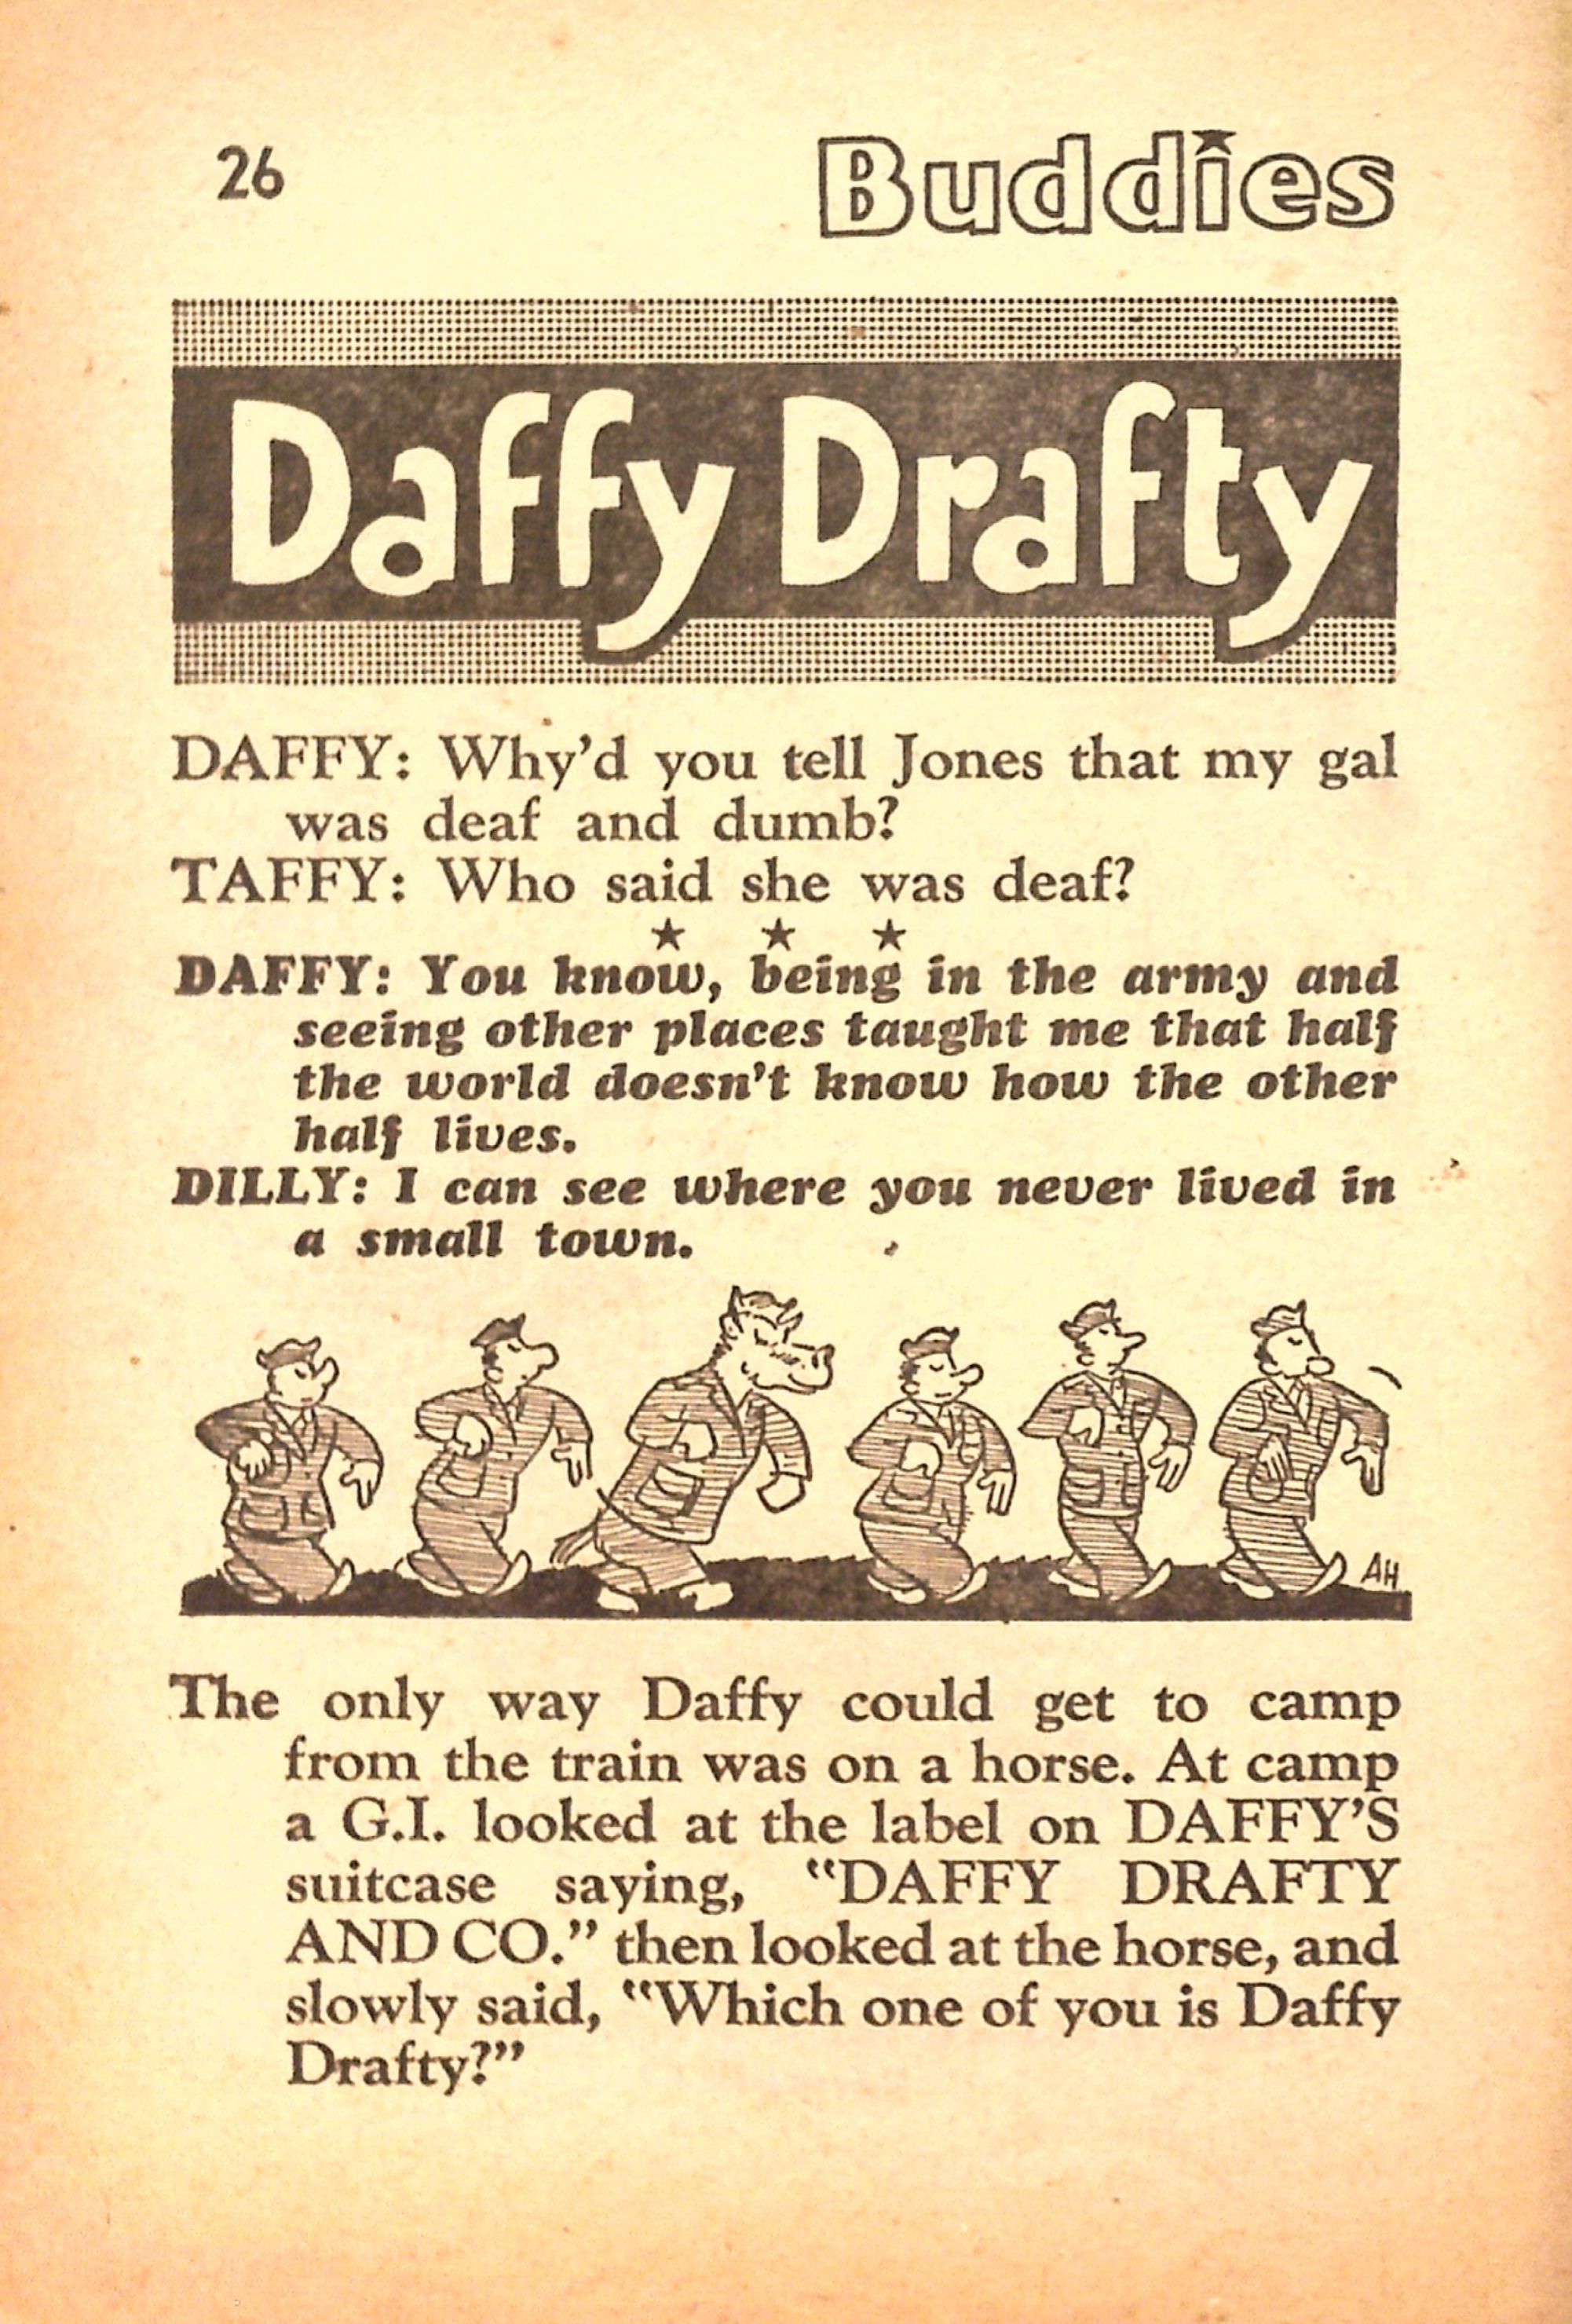 26
Buddies
Daffy Drafty
DAFFY: Why'd you tell Jones that my gal
was deaf and dumb?
TAFFY: Who said she was deaf?
★ ★ ★
DAFFY: You know, being in the army and
seeing other places taught me that half
the world doesn't know how the other
half lives.
DILLY: I can see where you never lived in
a small town.
AH
The only way Daffy could get to camp
from the train was on a horse. At camp
a G.I. looked at the label on DAFFY'S
suitcase saying, "DAFFY DRAFTY
AND CO." then looked at the horse, and
slowly said, "Which one of you is Daffy
Drafty?"